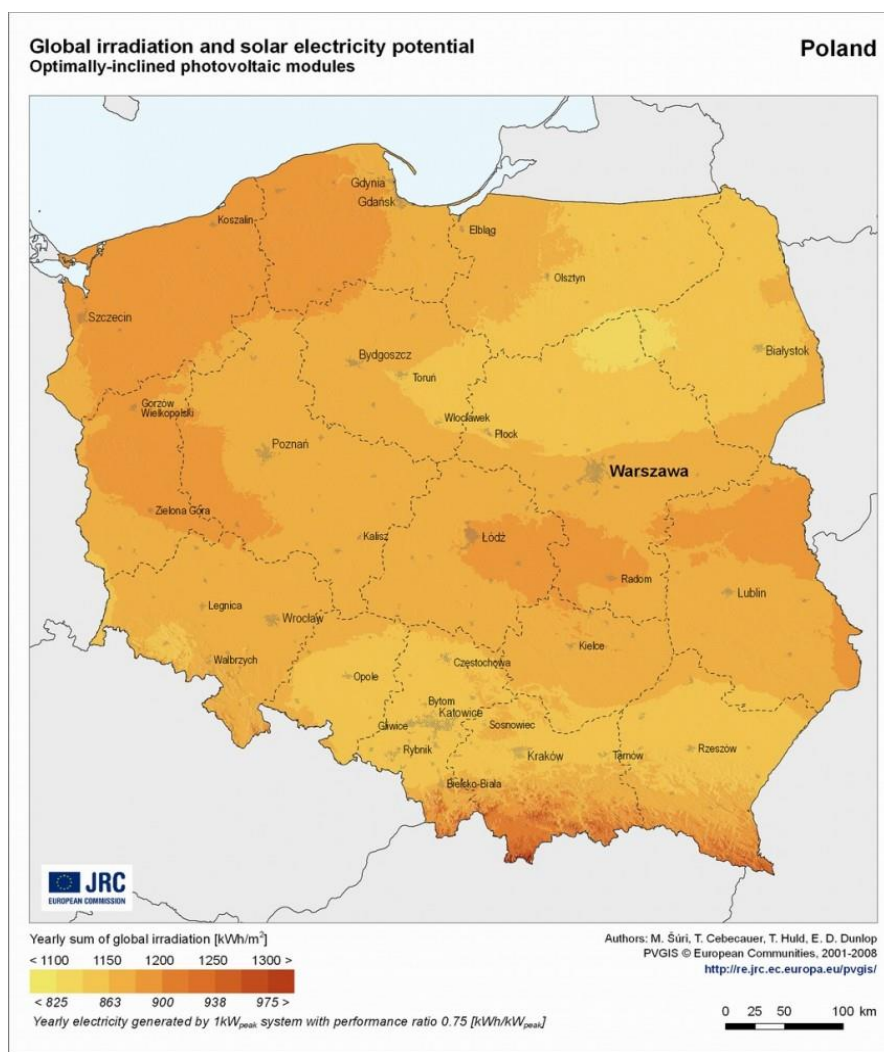 Global irradiation and solar electricity potential
Optimally-inclined photovoltaic modules
Poland
Gdynia
Gdańsk
Koszalin
Elbląg
Olsztyn
Szczecin
Białystok
Bydgoszcz
Toruń
Gorzów
Wielkopolski
Włocławek
Płock
Poznań
Warszawa
Zielona Góra
Kalisz
Łódź
Radom
Lublin
Legnica
Wrocław
Kielce
Wałbrzych
Częstochowa
Opole
Bytom
Katowice
Gliwice
Sosnowiec
Rybnik
Kraków
Tarnów
Rzeszów
Bielsko-Biała
JRC
EUROPEAN COMMISSION
Yearly sum of global irradiation [kWh/m²]
< 1100 1150 1200 1250 1300 >
< 825 863 900 938 975 >
Yearly electricity generated by 1kWpeak system with performance ratio 0.75 [kWh/kWpeak]
Authors: M. Šúri, T. Cebecauer, T. Huld, E. D. Dunlop
PVGIS © European Communities, 2001-2008
http://re.jrc.ec.europa.eu/pvgis/
0 25 50 100 km